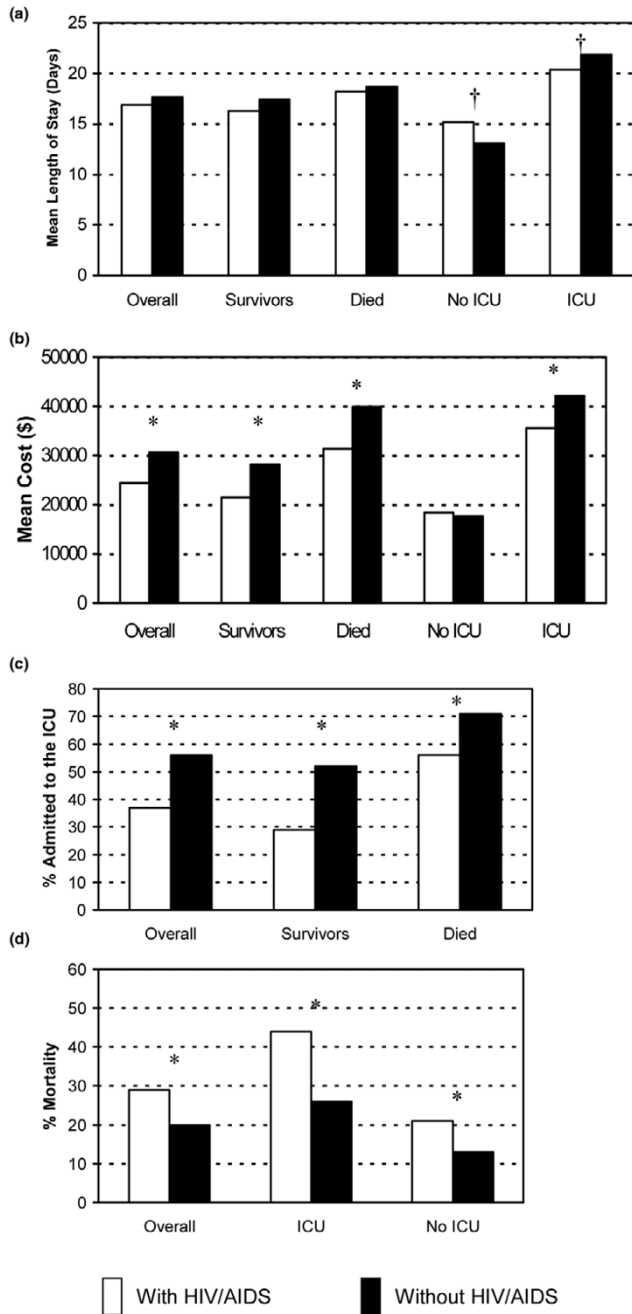 (a)
Mean Length of Stay (Days)
25
20
15
10
5
0
†
†
Overall Survivors Died No ICU ICU
(b)
Mean Cost ($)
50000
40000
30000
20000
10000
0
* * * *
Overall Survivors Died No ICU ICU
(c)
% Admitted to the ICU
80
70
60
50
40
30
20
10
0
* * *
Overall Survivors Died
(d)
% Mortality
60
50
40
30
20
10
0
* * *
Overall ICU No ICU
With HIV/AIDS Without HIV/AIDS